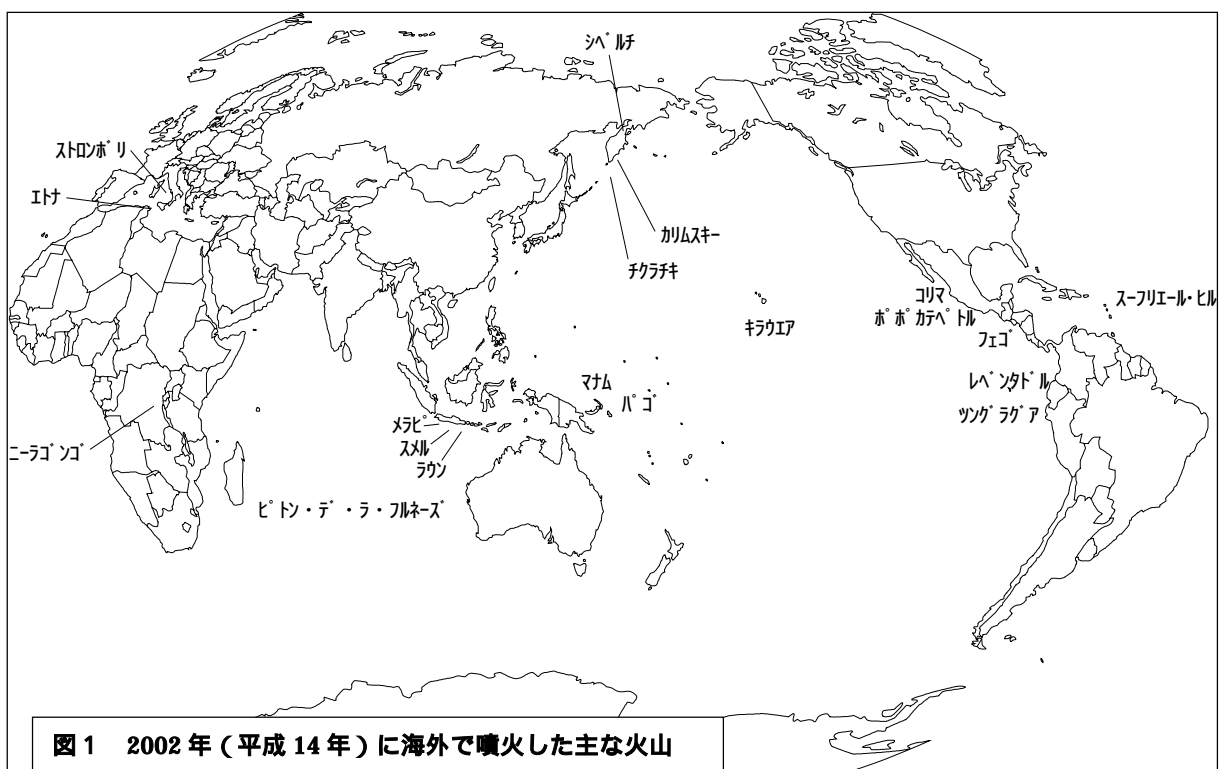 シベルチ
ストロンボリ
エトナ
カリムスキー
チクラチキ
コリマ
スーフリエール・ヒル
ポポカテペトル
キラウエア
フェゴ
レベンタドル
マナム
パゴ
ツングラグア
メラピ
スメル
ラウン
ニーラゴンゴ
ピトン・デ・ラ・フルネーズ
図1 2002年(平成14年)に海外で噴火した主な火山